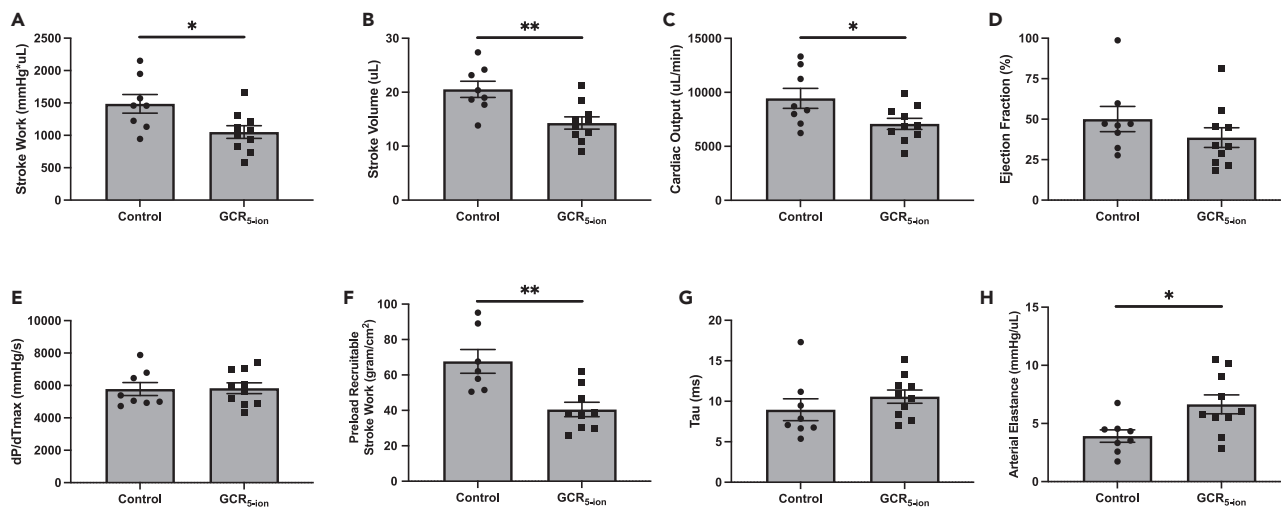 A
Stroke Work (mmHg*uL)
2500
2000
1500
1000
500
0
*
Control
GCR5-ion
B
Stroke Volume (uL)
30
20
10
0
**
Control
GCR5-ion
C
Cardiac Output (uL/min)
15000
10000
5000
0
*
Control
GCR5-ion
D
Ejection Fraction (%)
100
75
50
25
0
Control
GCR5-ion
E
dP/dTmax (mmHg/s)
10000
8000
6000
4000
2000
0
Control
GCR5-ion
F
Preload Recruitable
Stroke Work (gram/cm2)
100
80
60
40
20
0
**
Control
GCR5-ion
G
Tau (ms)
20
15
10
5
0
Control
GCR5-ion
H
Arterial Elastance (mmHg/uL)
15
10
5
0
*
Control
GCR5-ion